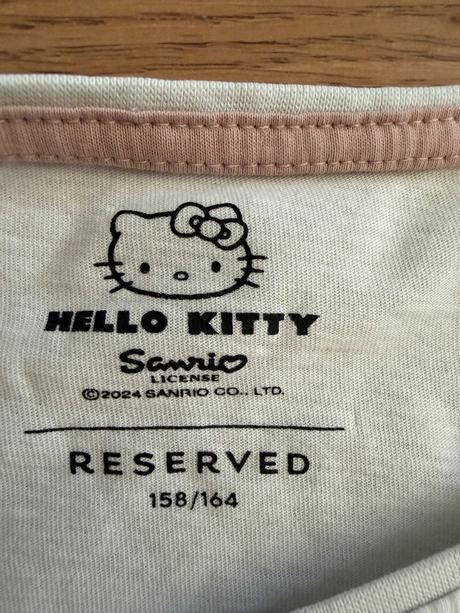 HELLO KITTY
Sanrio
LICENSE
©2024 SANRIO CO., LTD.
RESERVED
158/164